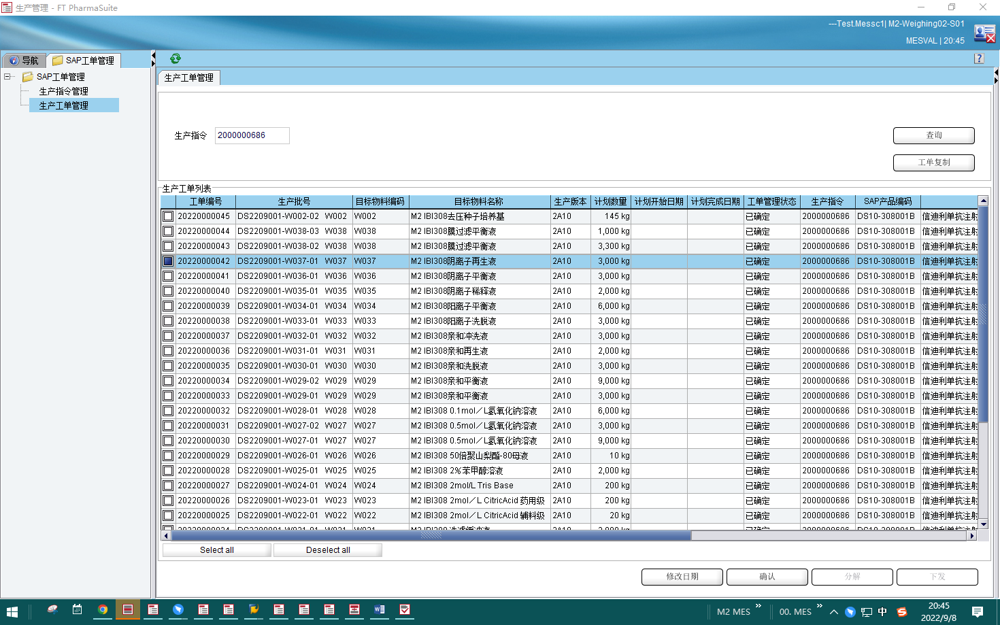 生产管理 - FT PharmaSuite
---Test.Messc1| M2-Weighing02-S01
MESVAL | 20:45
导航
SAP工单管理
SAP工单管理
生产指令管理
生产工单管理
生产工单管理
生产指令 2000000686
查询
工单复制
生产工单列表
工单编号 生产批号 目标物料编码 目标物料名称 生产版本 计划数量 计划开始日期 计划完成日期 工单管理状态 生产指令 SAP产品编码
20220000045 DS2209001-W002-02 W002 W002 M2 IBI308去压种子培养基 2A10 145 kg 已确定 2000000686 DS10-308001B 信迪利单抗注射
20220000044 DS2209001-W038-03 W038 W038 M2 IBI308膜过滤平衡液 2A10 1,000 kg 已确定 2000000686 DS10-308001B 信迪利单抗注射
20220000043 DS2209001-W038-02 W038 W038 M2 IBI308膜过滤平衡液 2A10 3,300 kg 已确定 2000000686 DS10-308001B 信迪利单抗注射
20220000042 DS2209001-W037-01 W037 W037 M2 IBI308阴离子再生液 2A10 3,000 kg 已确定 2000000686 DS10-308001B 信迪利单抗注射
20220000041 DS2209001-W036-01 W036 W036 M2 IBI308阴离子平衡液 2A10 3,000 kg 已确定 2000000686 DS10-308001B 信迪利单抗注射
20220000040 DS2209001-W035-01 W035 W035 M2 IBI308阴离子稀释液 2A10 2,000 kg 已确定 2000000686 DS10-308001B 信迪利单抗注射
20220000039 DS2209001-W034-01 W034 W034 M2 IBI308阳离子平衡液 2A10 6,000 kg 已确定 2000000686 DS10-308001B 信迪利单抗注射
20220000038 DS2209001-W033-01 W033 W033 M2 IBI308阳离子洗脱液 2A10 3,000 kg 已确定 2000000686 DS10-308001B 信迪利单抗注射
20220000037 DS2209001-W032-01 W032 W032 M2 IBI308亲和冲洗液 2A10 3,000 kg 已确定 2000000686 DS10-308001B 信迪利单抗注射
20220000036 DS2209001-W031-01 W031 W031 M2 IBI308亲和再生液 2A10 2,000 kg 已确定 2000000686 DS10-308001B 信迪利单抗注射
20220000035 DS2209001-W030-01 W030 W030 M2 IBI308亲和洗脱液 2A10 3,000 kg 已确定 2000000686 DS10-308001B 信迪利单抗注射
20220000034 DS2209001-W029-02 W029 W029 M2 IBI308亲和平衡液 2A10 9,000 kg 已确定 2000000686 DS10-308001B 信迪利单抗注射
20220000033 DS2209001-W029-01 W029 W029 M2 IBI308亲和平衡液 2A10 3,000 kg 已确定 2000000686 DS10-308001B 信迪利单抗注射
20220000032 DS2209001-W028-01 W028 W028 M2 IBI308 0.1mol／L氢氧化钠溶液 2A10 6,000 kg 已确定 2000000686 DS10-308001B 信迪利单抗注射
20220000031 DS2209001-W027-02 W027 W027 M2 IBI308 0.5mol／L氢氧化钠溶液 2A10 3,000 kg 已确定 2000000686 DS10-308001B 信迪利单抗注射
20220000030 DS2209001-W027-01 W027 W027 M2 IBI308 0.5mol／L氢氧化钠溶液 2A10 9,000 kg 已确定 2000000686 DS10-308001B 信迪利单抗注射
20220000029 DS2209001-W026-01 W026 W026 M2 IBI308 50倍聚山梨酯-80母液 2A10 10 kg 已确定 2000000686 DS10-308001B 信迪利单抗注射
20220000028 DS2209001-W025-01 W025 W025 M2 IBI308 2%苯甲醇溶液 2A10 2,000 kg 已确定 2000000686 DS10-308001B 信迪利单抗注射
20220000027 DS2209001-W024-01 W024 W024 M2 IBI308 2mol/L Tris Base 2A10 200 kg 已确定 2000000686 DS10-308001B 信迪利单抗注射
20220000026 DS2209001-W023-01 W023 W023 M2 IBI308 2mol／L CitricAcid 药用级 2A10 200 kg 已确定 2000000686 DS10-308001B 信迪利单抗注射
20220000025 DS2209001-W022-01 W022 W022 M2 IBI308 2mol／L CitricAcid 辅料级 2A10 20 kg 已确定 2000000686 DS10-308001B 信迪利单抗注射
Select all
Deselect all
修改日期
确认
分解
下发
M2 MES
00. MES
中
20:45
2022/9/8